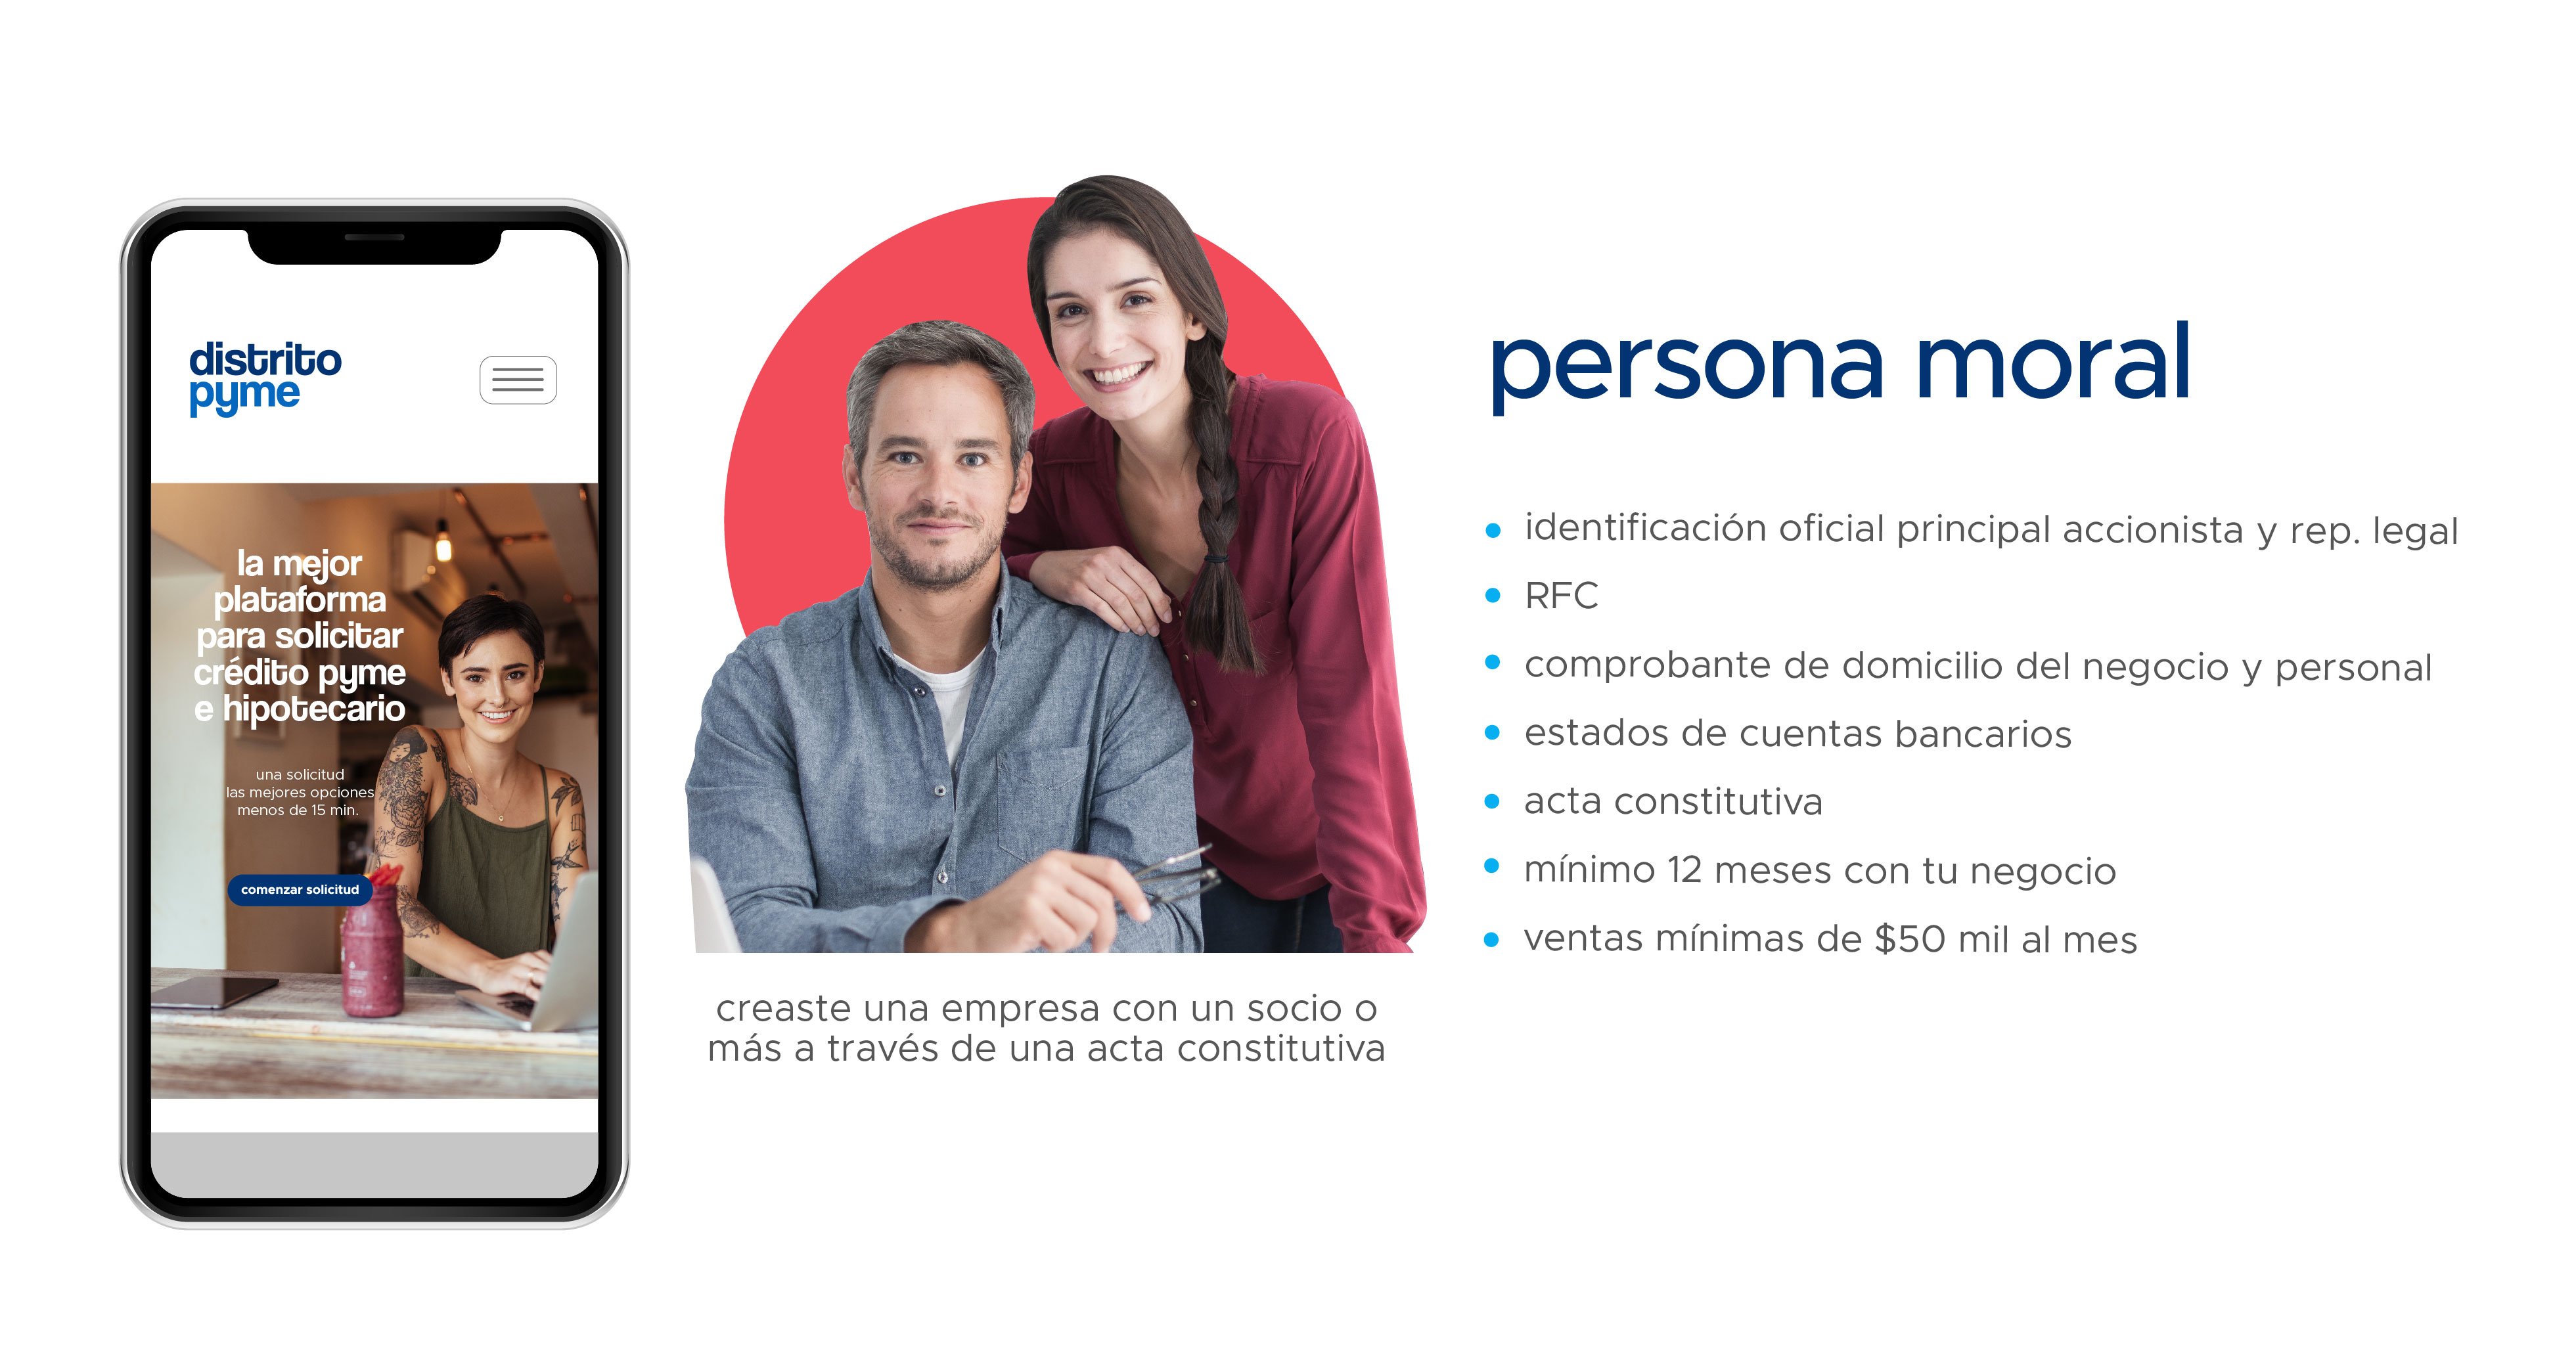 distrito
pyme
la mejor
plataforma
para solicitar
crédito pyme
e hipotecario
una solicitud
las mejores opciones
menos de 15 min.
comenzar solicitud
creaste una empresa con un socio o
más a través de una acta constitutiva
persona moral
identificación oficial principal accionista y rep. legal
RFC
comprobante de domicilio del negocio y personal
estados de cuentas bancarios
acta constitutiva
mínimo 12 meses con tu negocio
ventas mínimas de $50 mil al mes